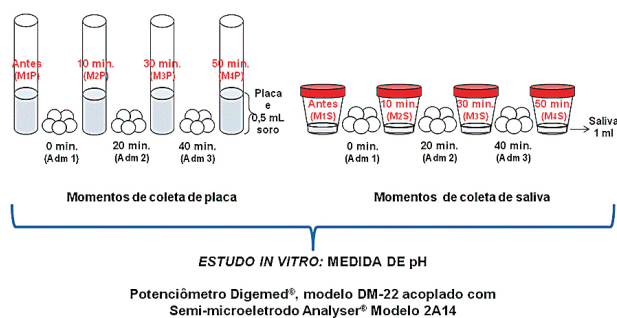 Antes
(M1P)
10 min.
(M2P)
30 min.
(M3P)
50 min.
(M4P)
Placa
e
0,5 mL
soro
0 min.
(Adm 1)
20 min.
(Adm 2)
40 min.
(Adm 3)
Momentos de coleta de placa
Antes
(M1S)
10 min.
(M2S)
30 min.
(M3S)
50 min.
(M4S)
Saliva
1 ml
0 min.
(Adm 1)
20 min.
(Adm 2)
40 min.
(Adm 3)
Momentos de coleta de saliva
ESTUDO IN VITRO: MEDIDA DE pH
Potenciômetro Digemed®, modelo DM-22 acoplado com
Semi-microeletrodo Analyser® Modelo 2A14